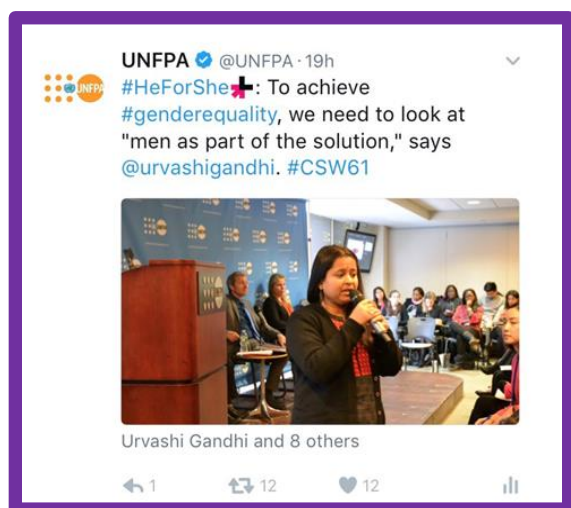 UNFPA @UNFPA · 19h
UNFPA
#HeForShe: To achieve
#genderequality, we need to look at
"men as part of the solution," says
@urvashigandhi. #CSW61
Urvashi Gandhi and 8 others
1 12 12